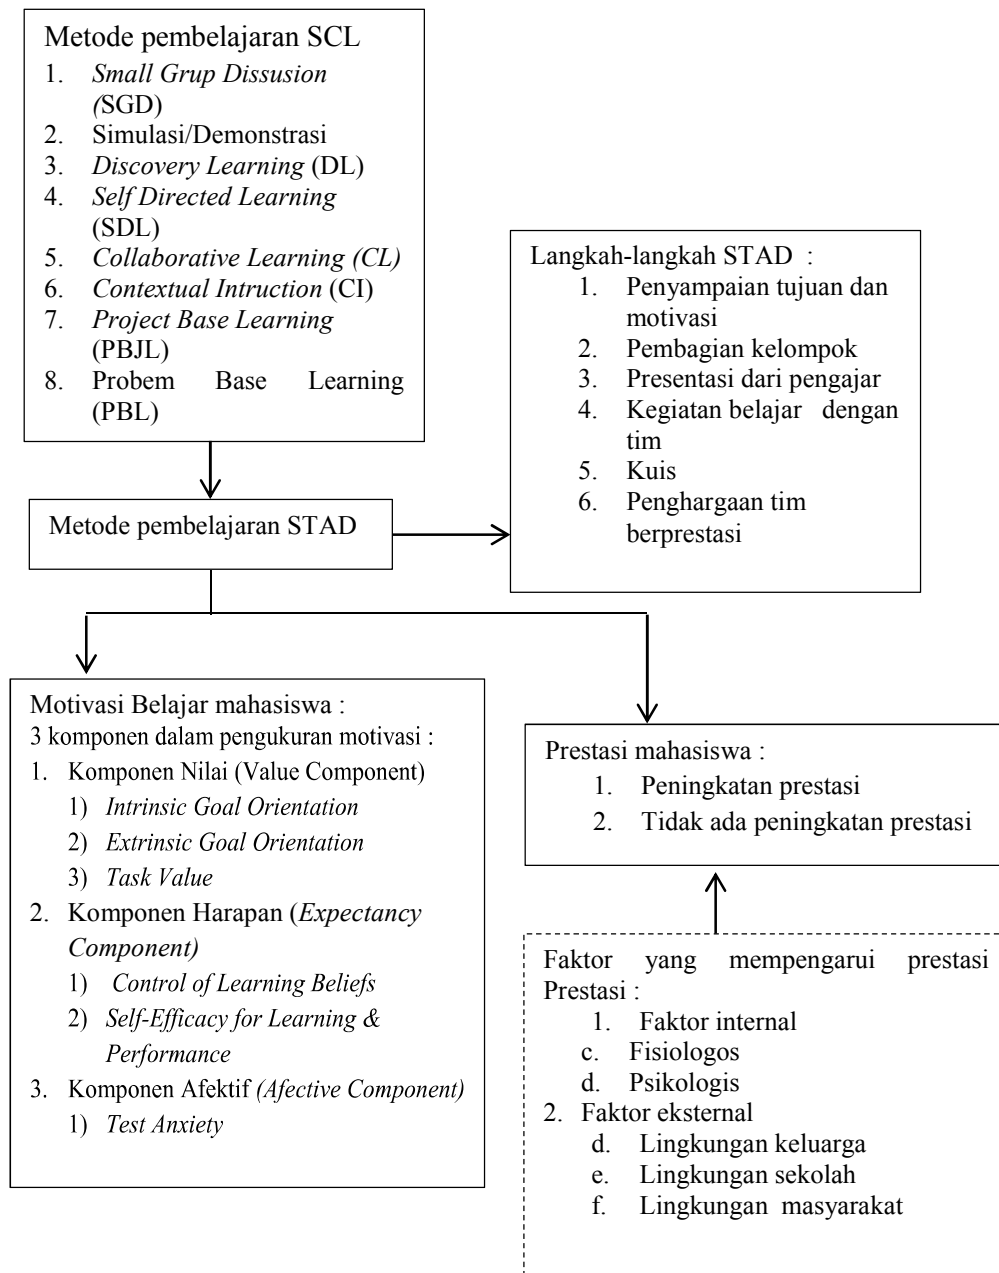 Metode pembelajaran SCL
1. Small Grup Dissusion
(SGD)
2. Simulasi/Demonstrasi
3. Discovery Learning (DL)
4. Self Directed Learning
(SDL)
5. Collaborative Learning (CL)
6. Contextual Intruction (CI)
7. Project Base Learning
(PBJL)
8. Probem Base Learning
(PBL)
Langkah-langkah STAD :
1. Penyampaian tujuan dan
motivasi
2. Pembagian kelompok
3. Presentasi dari pengajar
4. Kegiatan belajar dengan
tim
5. Kuis
6. Penghargaan tim
berprestasi
Metode pembelajaran STAD
Motivasi Belajar mahasiswa :
3 komponen dalam pengukuran motivasi :
1. Komponen Nilai (Value Component)
1) Intrinsic Goal Orientation
2) Extrinsic Goal Orientation
3) Task Value
2. Komponen Harapan (Expectancy
Component)
1) Control of Learning Beliefs
2) Self-Efficacy for Learning &
Performance
3. Komponen Afektif (Afective Component)
1) Test Anxiety
Prestasi mahasiswa :
1. Peningkatan prestasi
2. Tidak ada peningkatan prestasi
Faktor yang mempengarui prestasi
Prestasi :
1. Faktor internal
c. Fisiologos
d. Psikologis
2. Faktor eksternal
d. Lingkungan keluarga
e. Lingkungan sekolah
f. Lingkungan masyarakat